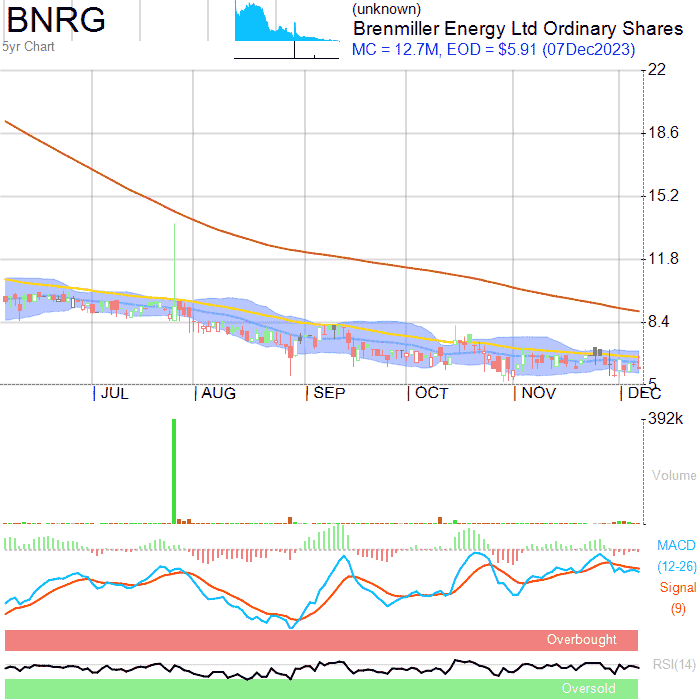 BNRG
5yr Chart
(unknown)
Brenmiller Energy Ltd Ordinary Shares
MC = 12.7M, EOD = $5.91 (07Dec2023)
22
18.6
15.2
11.8
8.4
5
JUL AUG SEP OCT NOV DEC
392k
Volume
MACD
(12-26)
Signal
(9)
Overbought
RSI(14)
Oversold